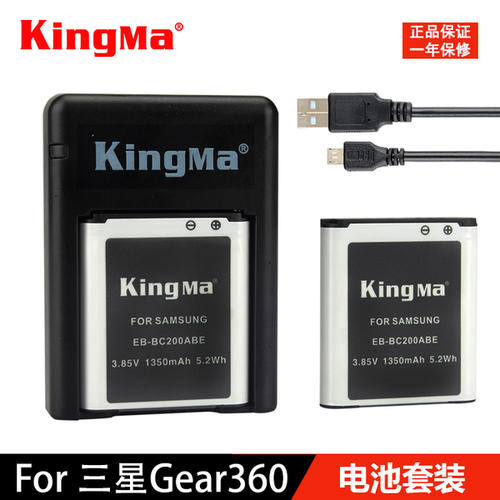 KingMa®
正品保证
一年保修
KingMa®
KingMa®
FOR SAMSUNG
EB-BC200ABE
3.85V 1350mAh 5.2Wh
KingMa®
FOR SAMSUNG
EB-BC200ABE
3.85V 1350mAh 5.2Wh
For 三星Gear360
电池套装